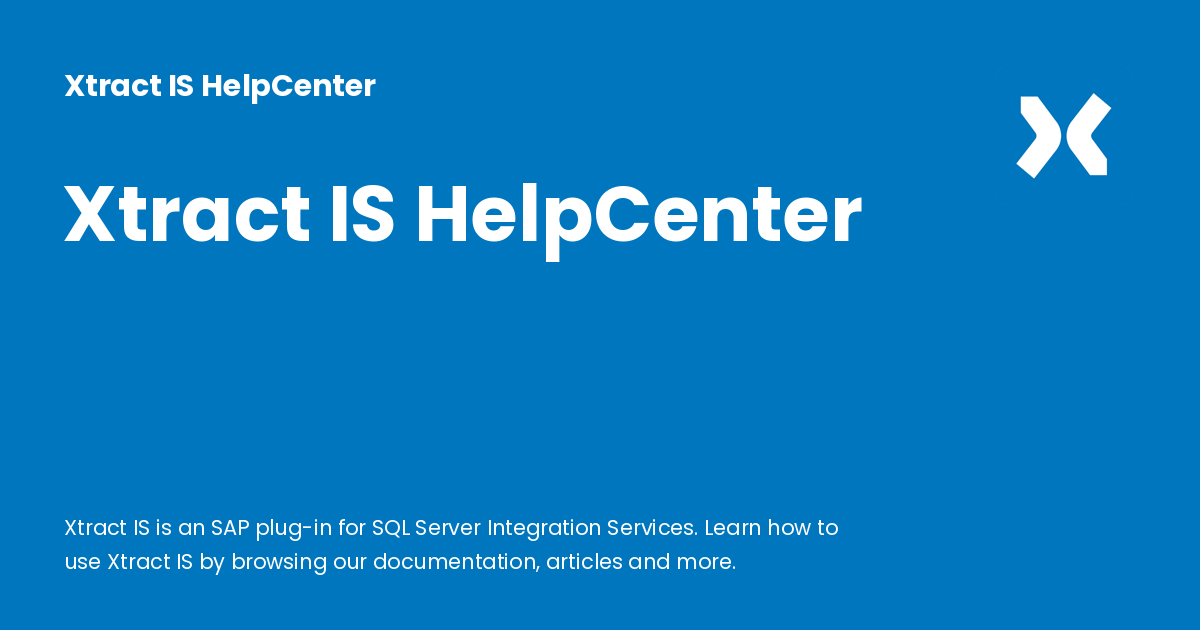 Xtract IS HelpCenter
Xtract IS HelpCenter
Xtract IS is an SAP plug-in for SQL Server Integration Services. Learn how to
use Xtract IS by browsing our documentation, articles and more.